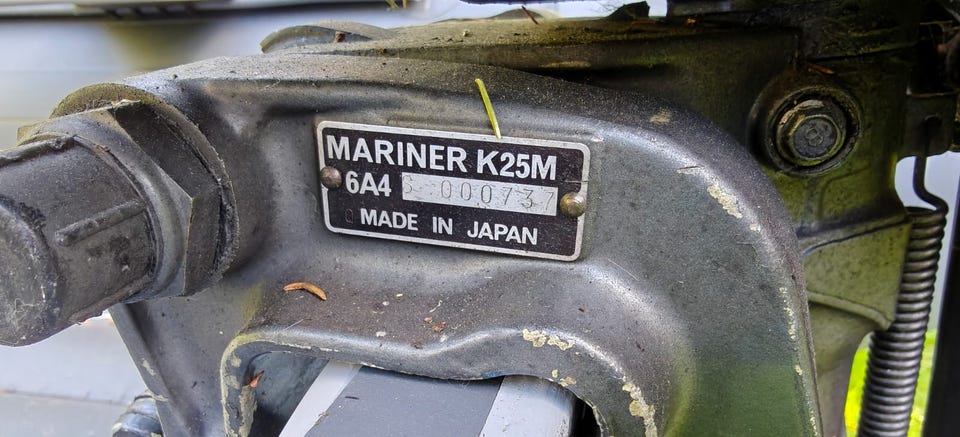 MARINER K25M
6A4 S 000737
MADE IN JAPAN